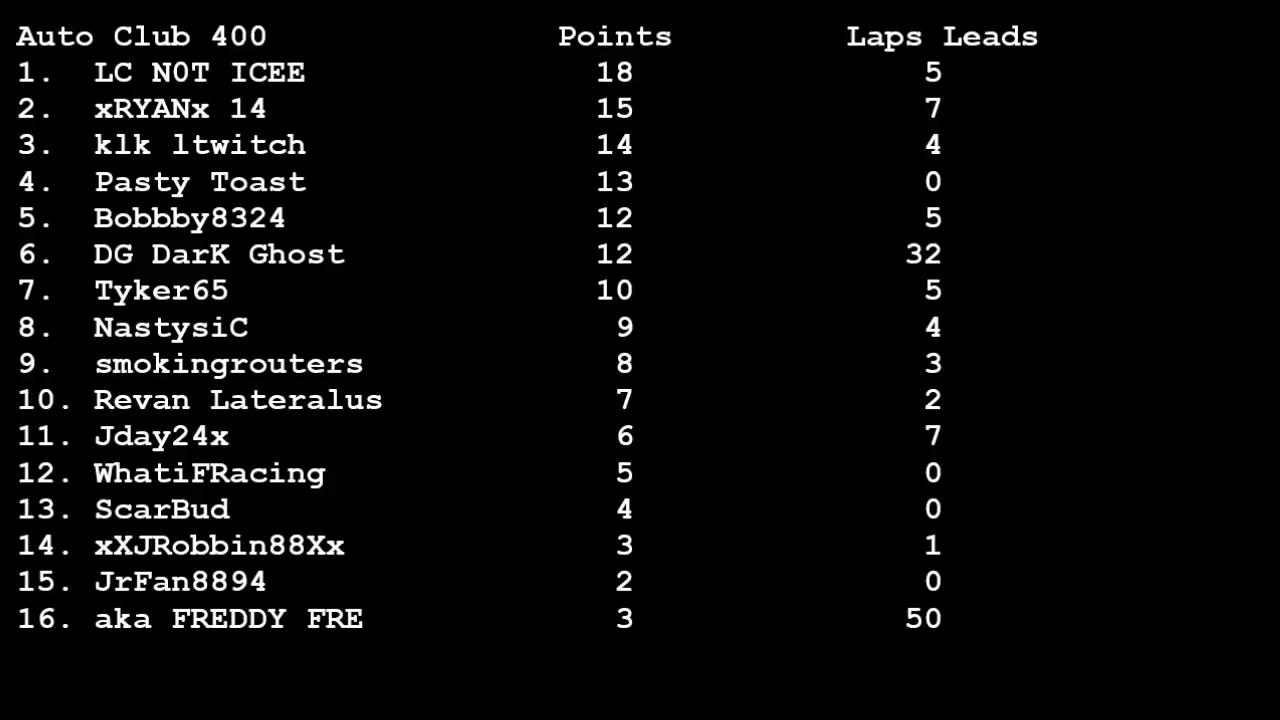 Auto Club 400 Points Laps Leads
1. LC N0T ICEE 18 5
2. xRYANx 14 15 7
3. klk ltwitch 14 4
4. Pasty Toast 13 0
5. Bobbby8324 12 5
6. DG DarK Ghost 12 32
7. Tyker65 10 5
8. NastysiC 9 4
9. smokingrouters 8 3
10. Revan Lateralus 7 2
11. Jday24x 6 7
12. WhatiFRacing 5 0
13. ScarBud 4 0
14. xXJRobbin88Xx 3 1
15. JrFan8894 2 0
16. aka FREDDY FRE 3 50